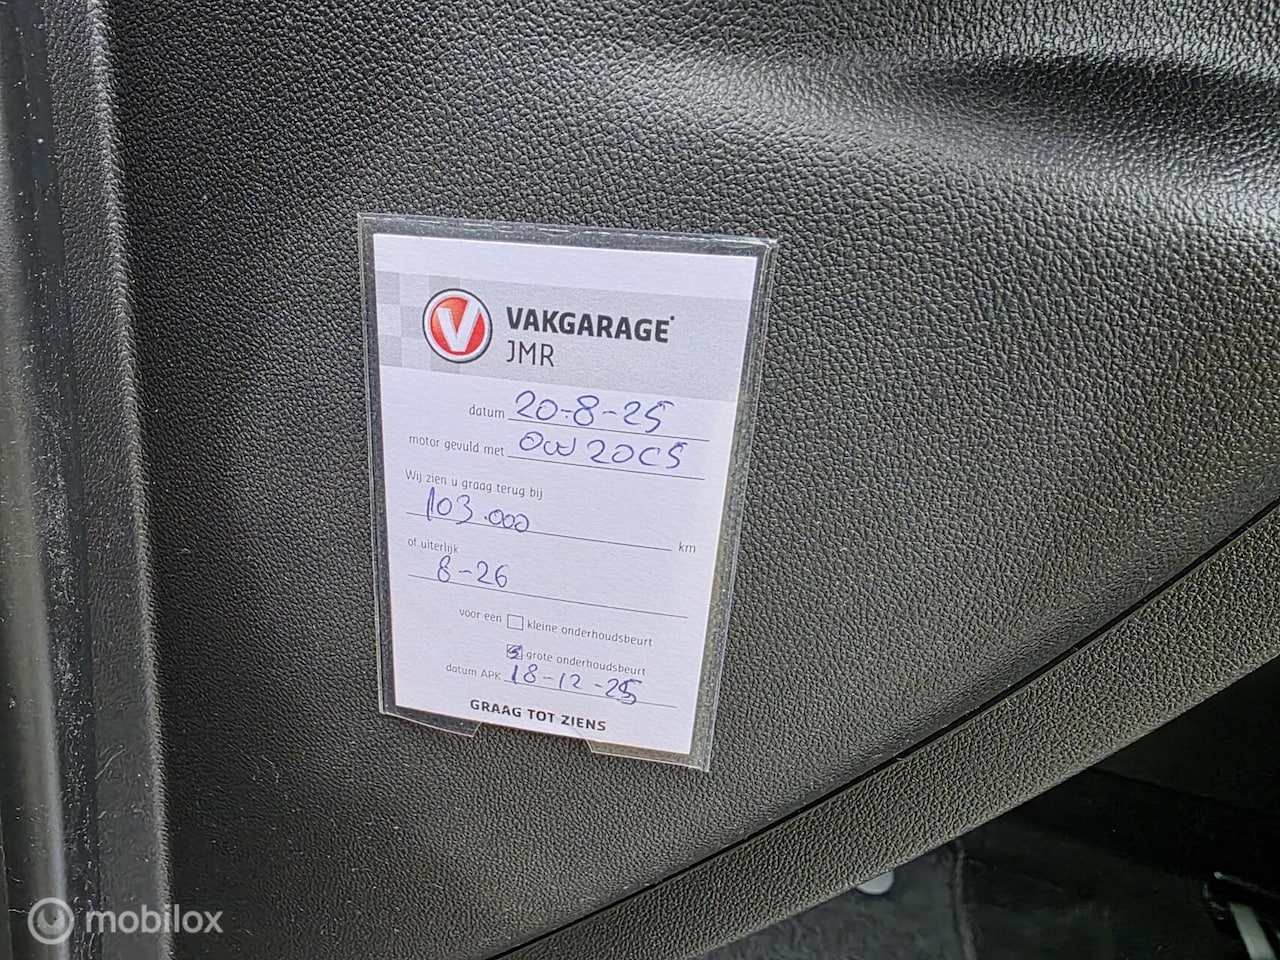 V VAKGARAGE
JMR
datum 20-8-25
motor gevuld met 0W20C5
Wij zien u graag terug bij
103.000 km
of uiterlijk
8-26
voor een kleine onderhoudsbeurt
grote onderhoudsbeurt
datum APK 18-12-25
GRAAG TOT ZIENS
mobilox